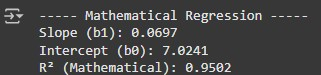 ----- Mathematical Regression -----
Slope (b1): 0.0697
Intercept (b0): 7.0241
R² (Mathematical): 0.9502